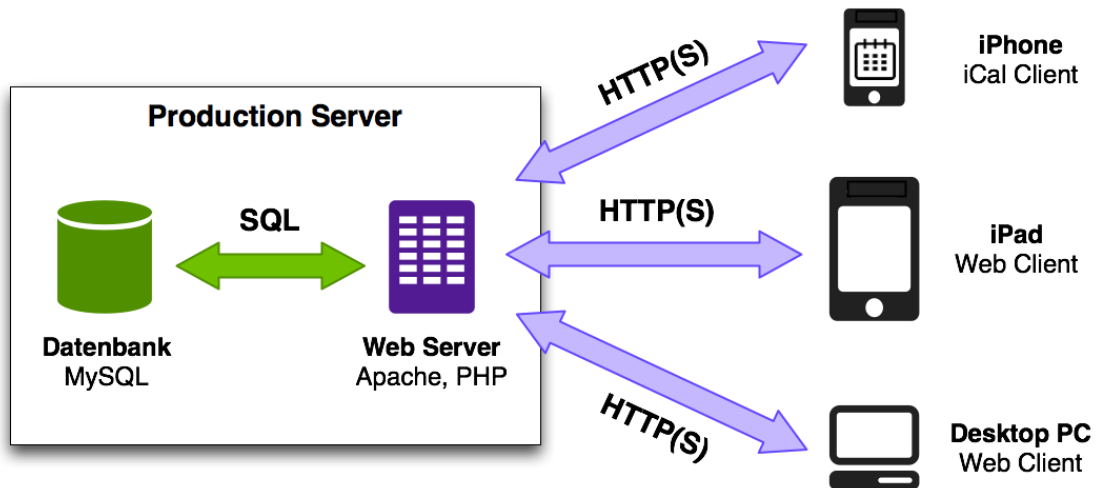 Production Server
SQL
Datenbank
MySQL
Web Server
Apache, PHP
HTTP(S)
iPhone
iCal Client
HTTP(S)
iPad
Web Client
HTTP(S)
Desktop PC
Web Client